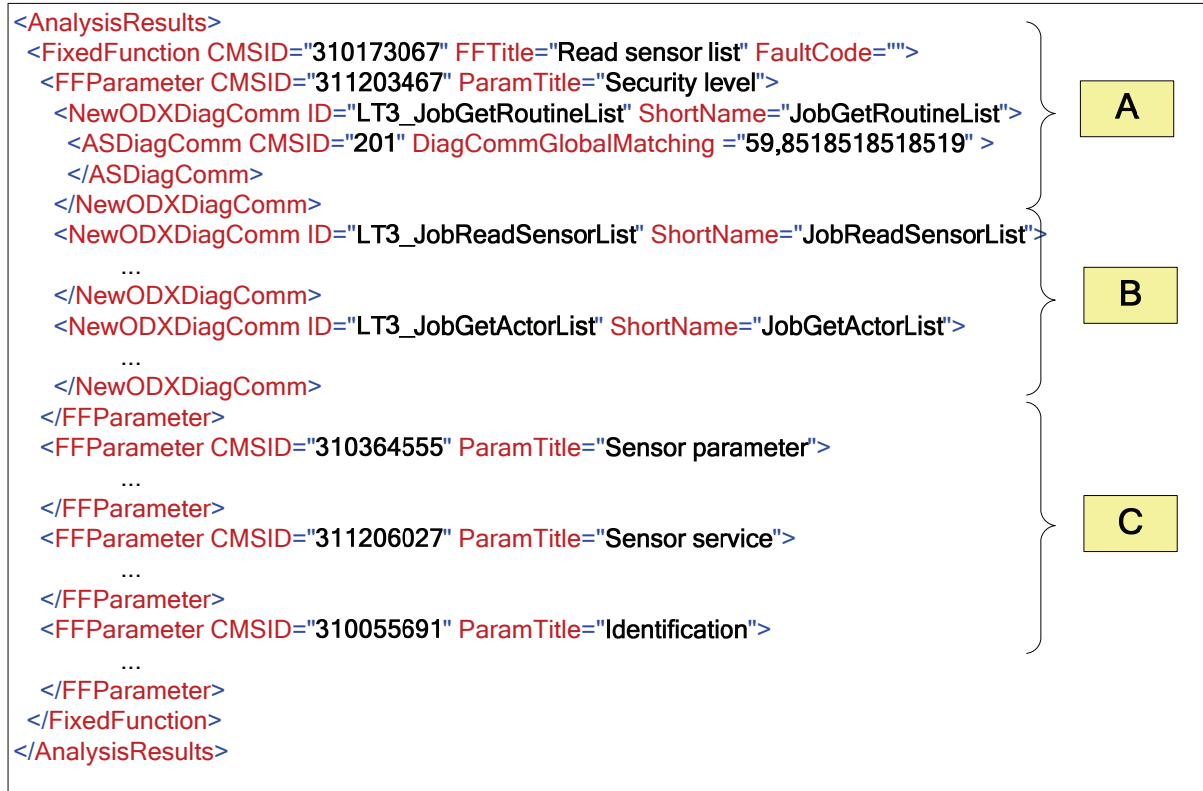 <AnalysisResults>
<FixedFunction CMSID="310173067" FFTitle="Read sensor list" FaultCode="">
<FFParameter CMSID="311203467" ParamTitle="Security level">
<NewODXDiagComm ID="LT3_JobGetRoutineList" ShortName="JobGetRoutineList">
<ASDiagComm CMSID="201" DiagCommGlobalMatching ="59,8518518518519" >
</ASDiagComm>
</NewODXDiagComm>
<NewODXDiagComm ID="LT3_JobReadSensorList" ShortName="JobReadSensorList">
...
</NewODXDiagComm>
<NewODXDiagComm ID="LT3_JobGetActorList" ShortName="JobGetActorList">
...
</NewODXDiagComm>
</FFParameter>
<FFParameter CMSID="310364555" ParamTitle="Sensor parameter">
...
</FFParameter>
<FFParameter CMSID="311206027" ParamTitle="Sensor service">
...
</FFParameter>
<FFParameter CMSID="310055691" ParamTitle="Identification">
...
</FFParameter>
</FixedFunction>
</AnalysisResults>
A
B
C